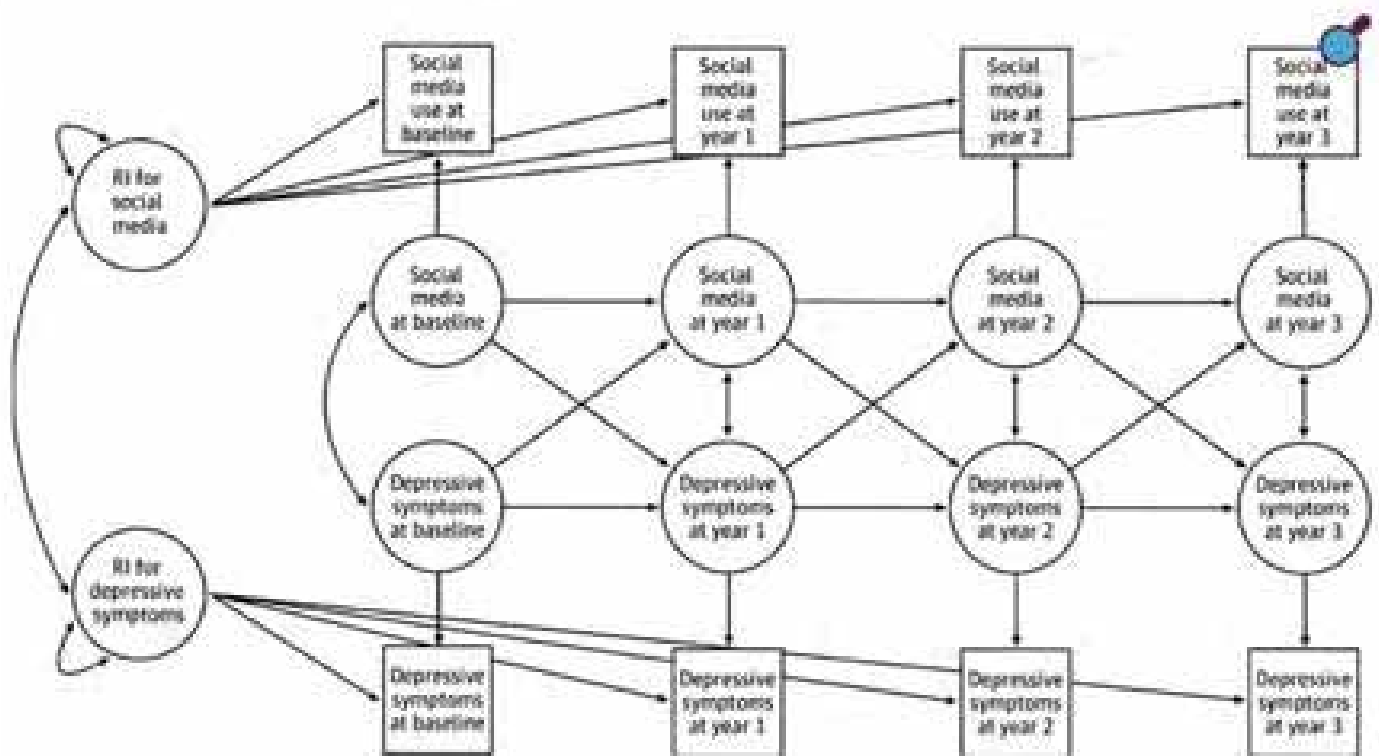 Social
media
use at
baseline
Social
media
use at
year 1
Social
media
use at
year 2
Social
media
use at
year 3
RI for
social
media
Social
media
at baseline
Social
media
at year 1
Social
media
at year 2
Social
media
at year 3
Depressive
symptoms
at baseline
Depressive
symptoms
at year 1
Depressive
symptoms
at year 2
Depressive
symptoms
at year 3
RI for
depressive
symptoms
Depressive
symptoms
at baseline
Depressive
symptoms
at year 1
Depressive
symptoms
at year 2
Depressive
symptoms
at year 3